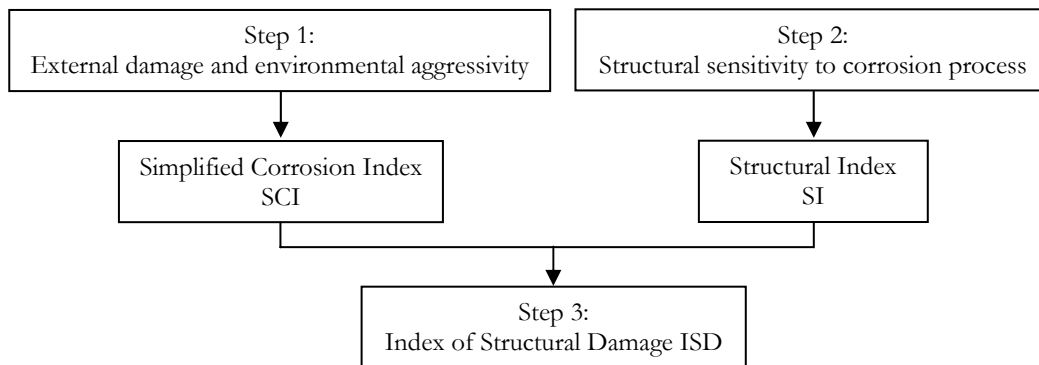 Step 1:
External damage and environmental aggressivity
Step 2:
Structural sensitivity to corrosion process
Simplified Corrosion Index
SCI
Structural Index
SI
Step 3:
Index of Structural Damage ISD